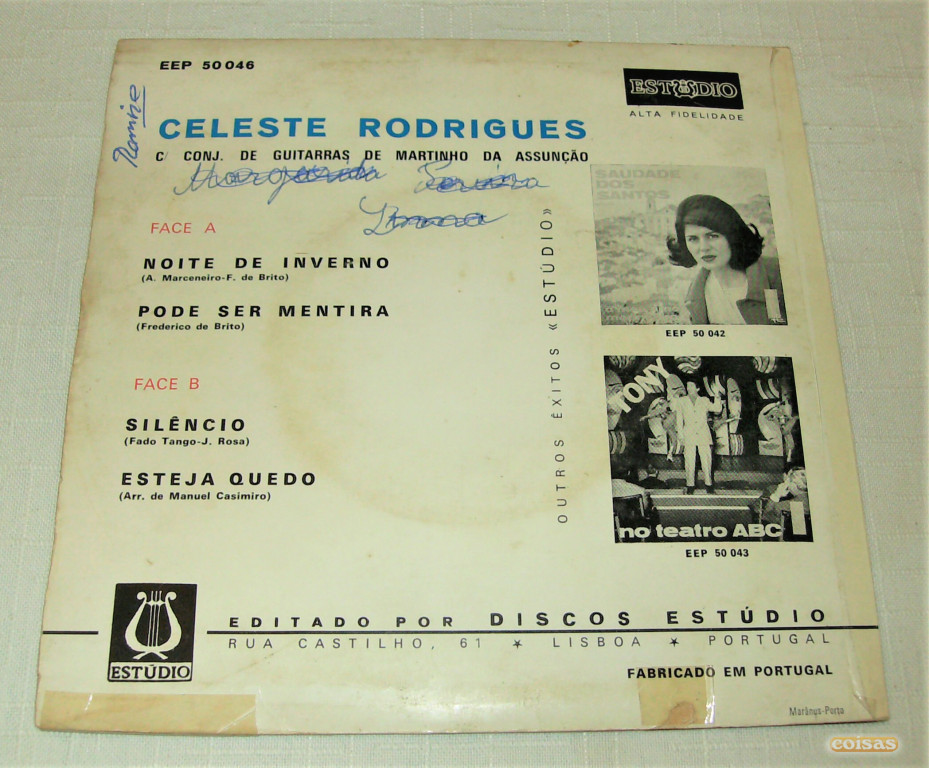 EEP 50046
ESTÚDIO
ALTA FIDELIDADE
CELESTE RODRIGUES
C/ CONJ. DE GUITARRAS DE MARTINHO DA ASSUNÇÃO
FACE A
NOITE DE INVERNO
(A. Marceneiro-F. de Brito)
PODE SER MENTIRA
(Frederico de Brito)
FACE B
SILÊNCIO
(Fado Tango-J. Rosa)
ESTEJA QUEDO
(Arr. de Manuel Casimiro)
OUTROS ÊXITOS «ESTÚDIO»
SAUDADE
DOS
SANTOS
EEP 50 042
TONY
no teatro ABC
EEP 50 043
ESTÚDIO
EDITADO POR DISCOS ESTÚDIO
RUA CASTILHO, 61 * LISBOA * PORTUGAL
FABRICADO EM PORTUGAL
Marânus-Porto
coisas